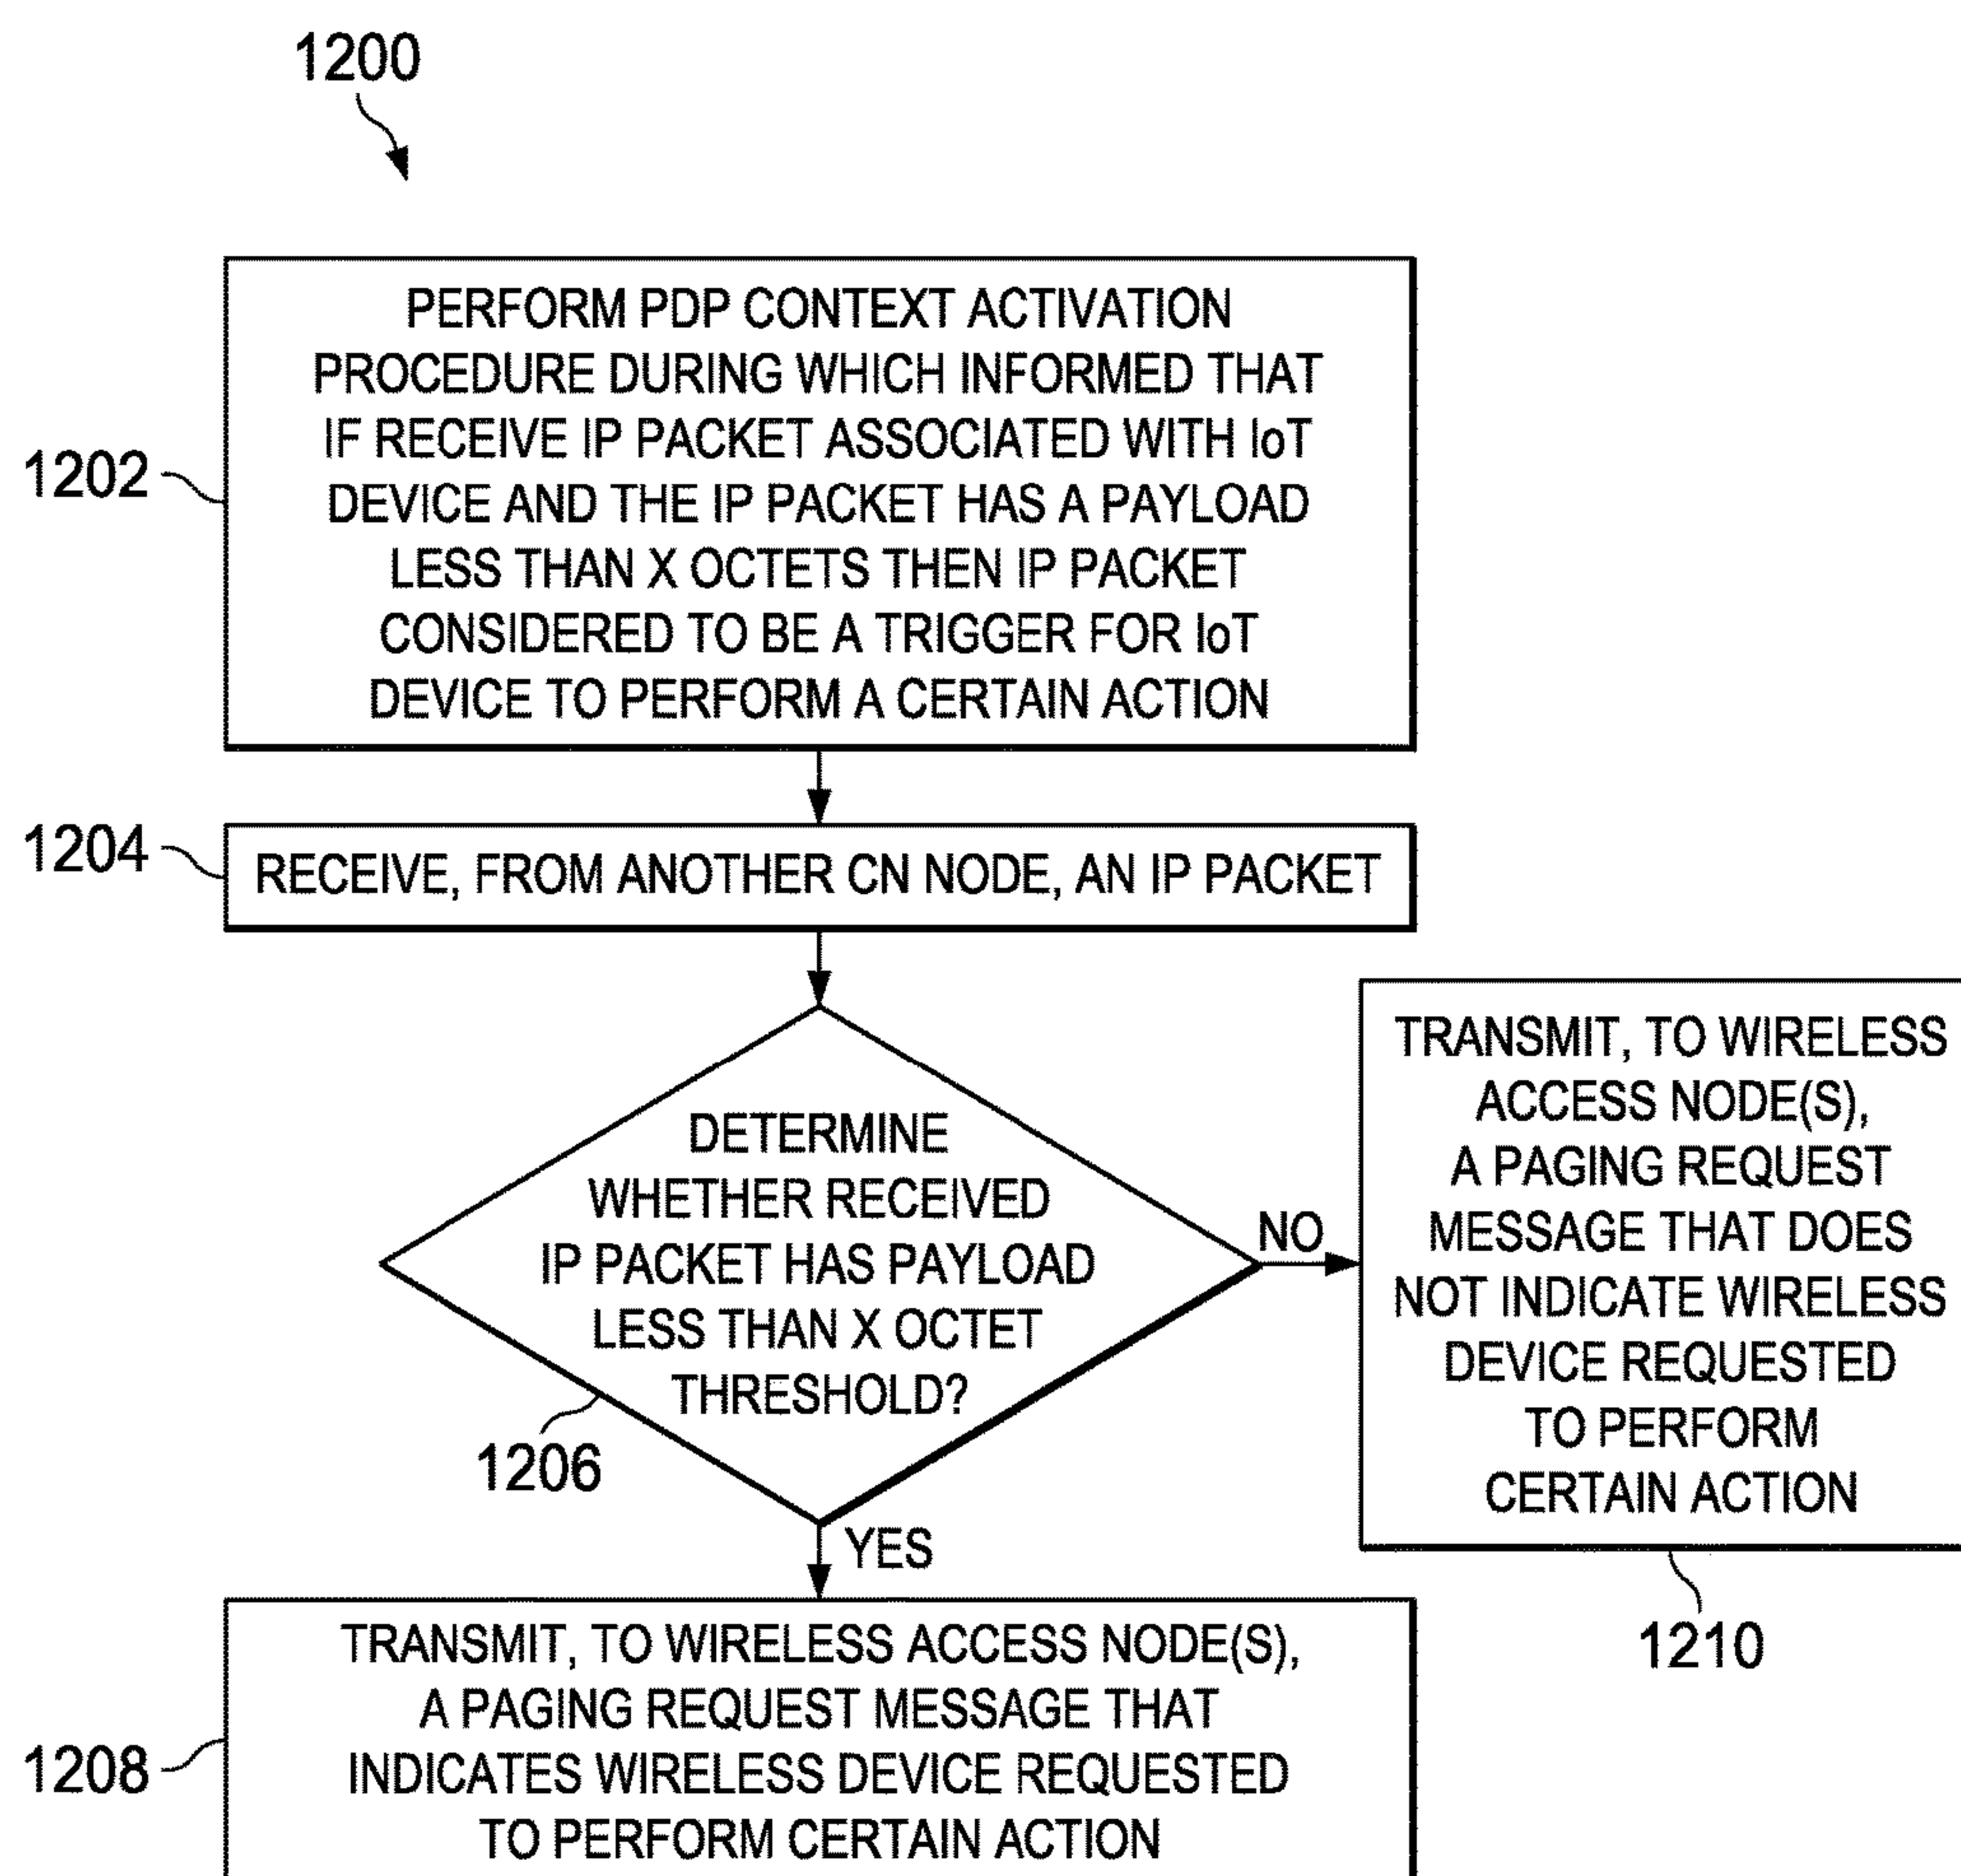 1200
1202
PERFORM PDP CONTEXT ACTIVATION
PROCEDURE DURING WHICH INFORMED THAT
IF RECEIVE IP PACKET ASSOCIATED WITH IoT
DEVICE AND THE IP PACKET HAS A PAYLOAD
LESS THAN X OCTETS THEN IP PACKET
CONSIDERED TO BE A TRIGGER FOR IoT
DEVICE TO PERFORM A CERTAIN ACTION
1204
RECEIVE, FROM ANOTHER CN NODE, AN IP PACKET
DETERMINE
WHETHER RECEIVED
IP PACKET HAS PAYLOAD
LESS THAN X OCTET
THRESHOLD?
1206
NO
TRANSMIT, TO WIRELESS
ACCESS NODE(S),
A PAGING REQUEST
MESSAGE THAT DOES
NOT INDICATE WIRELESS
DEVICE REQUESTED
TO PERFORM
CERTAIN ACTION
1210
YES
1208
TRANSMIT, TO WIRELESS ACCESS NODE(S),
A PAGING REQUEST MESSAGE THAT
INDICATES WIRELESS DEVICE REQUESTED
TO PERFORM CERTAIN ACTION